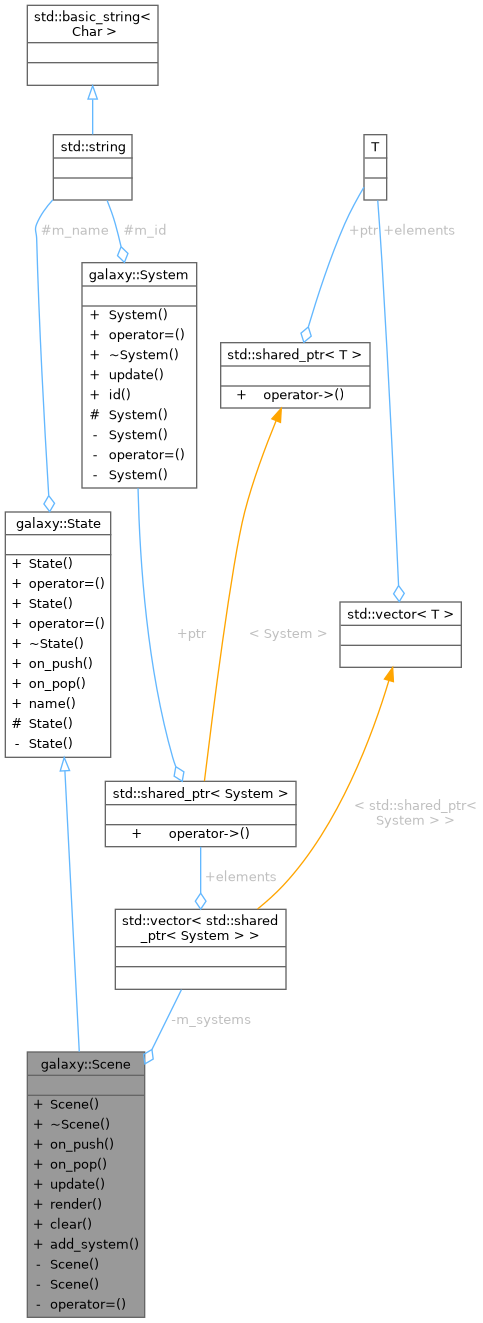 std::basic_string<
Char >
std::string
T
#m_name
#m_id
+ptr
+elements
galaxy::System
+ System()
+ operator=()
+ ~System()
+ update()
+ id()
# System()
- System()
- operator=()
- System()
std::shared_ptr< T >
+ operator->()
galaxy::State
+ State()
+ operator=()
+ State()
+ operator=()
+ ~State()
+ on_push()
+ on_pop()
+ name()
# State()
- State()
+ptr
< System >
std::vector< T >
std::shared_ptr< System >
+ operator->()
< std::shared_ptr<
System > >
+elements
std::vector< std::shared
_ptr< System > >
-m_systems
galaxy::Scene
+ Scene()
+ ~Scene()
+ on_push()
+ on_pop()
+ update()
+ render()
+ clear()
+ add_system()
- Scene()
- Scene()
- operator=()